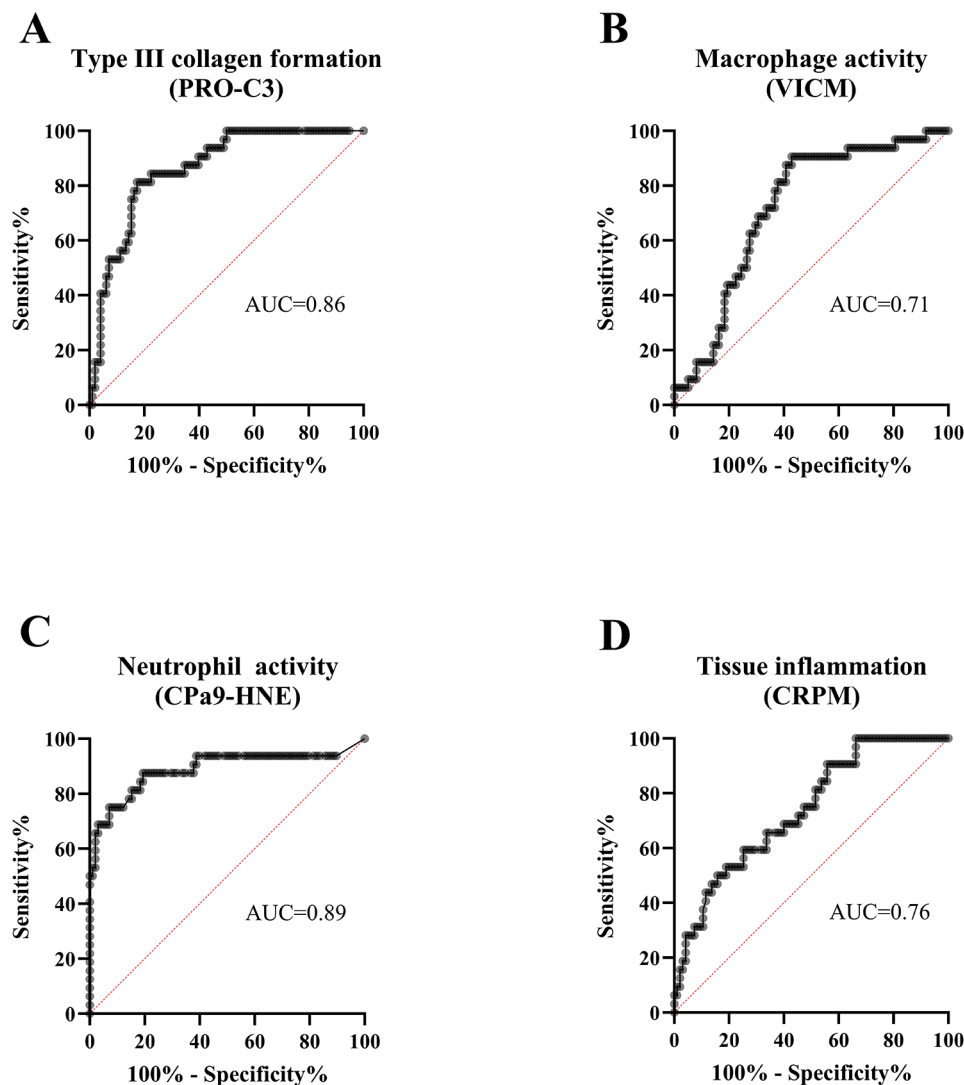 A
Type III collagen formation
(PRO-C3)
Sensitivity%
100
80
60
40
20
0
AUC=0.86
0 20 40 60 80 100
100% - Specificity%
B
Macrophage activity
(VICM)
Sensitivity%
100
80
60
40
20
0
AUC=0.71
0 20 40 60 80 100
100% - Specificity%
C
Neutrophil activity
(CPa9-HNE)
Sensitivity%
100
80
60
40
20
0
AUC=0.89
0 20 40 60 80 100
100% - Specificity%
D
Tissue inflammation
(CRPM)
Sensitivity%
100
80
60
40
20
0
AUC=0.76
0 20 40 60 80 100
100% - Specificity%